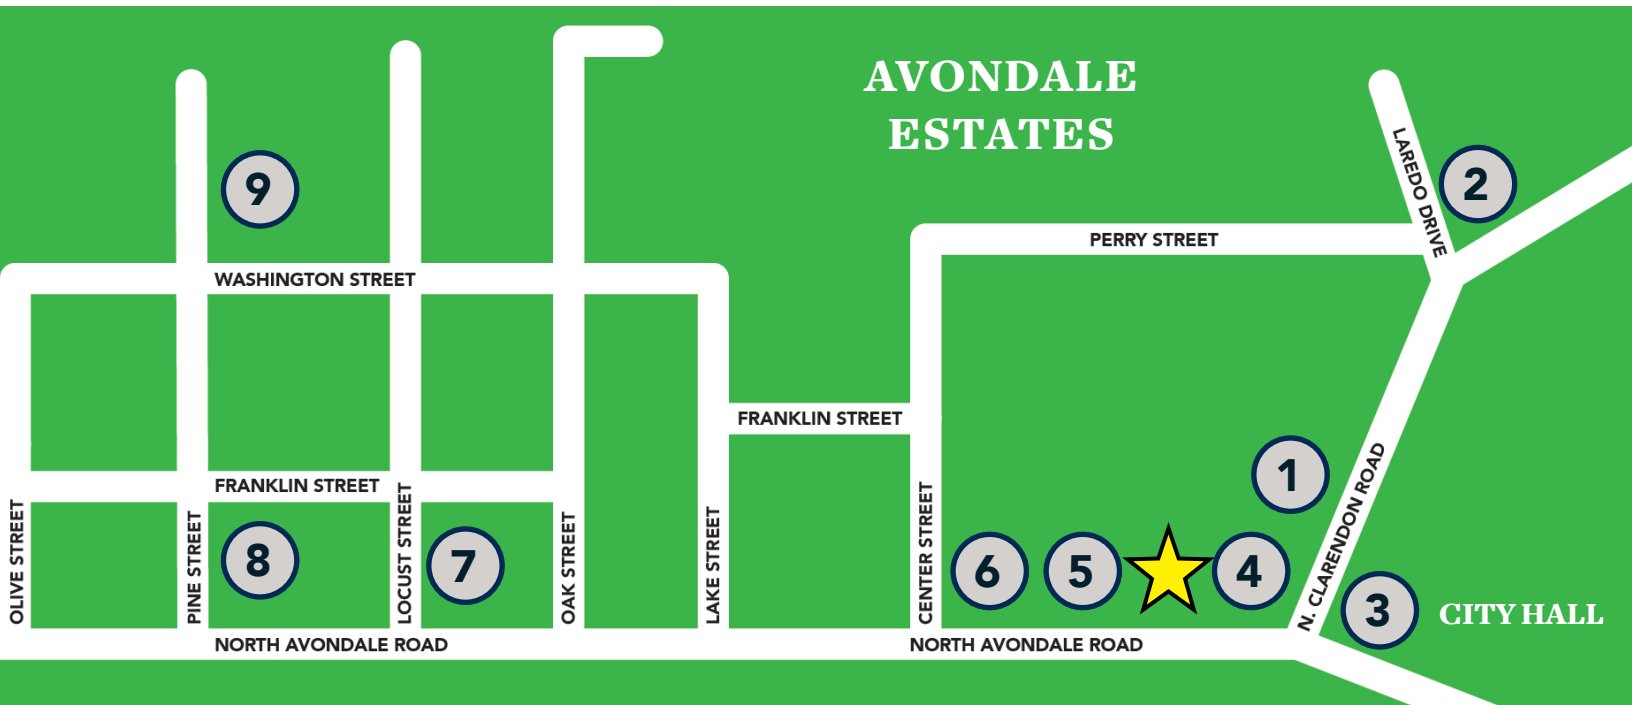 AVONDALE
ESTATES
LAREDO DRIVE
2
9
PERRY STREET
WASHINGTON STREET
FRANKLIN STREET
1
FRANKLIN STREET
OLIVE STREET
PINE STREET
8
LOCUST STREET
7
OAK STREET
LAKE STREET
CENTER STREET
6
5
4
N. CLARENDON ROAD
3
CITY HALL
NORTH AVONDALE ROAD
NORTH AVONDALE ROAD